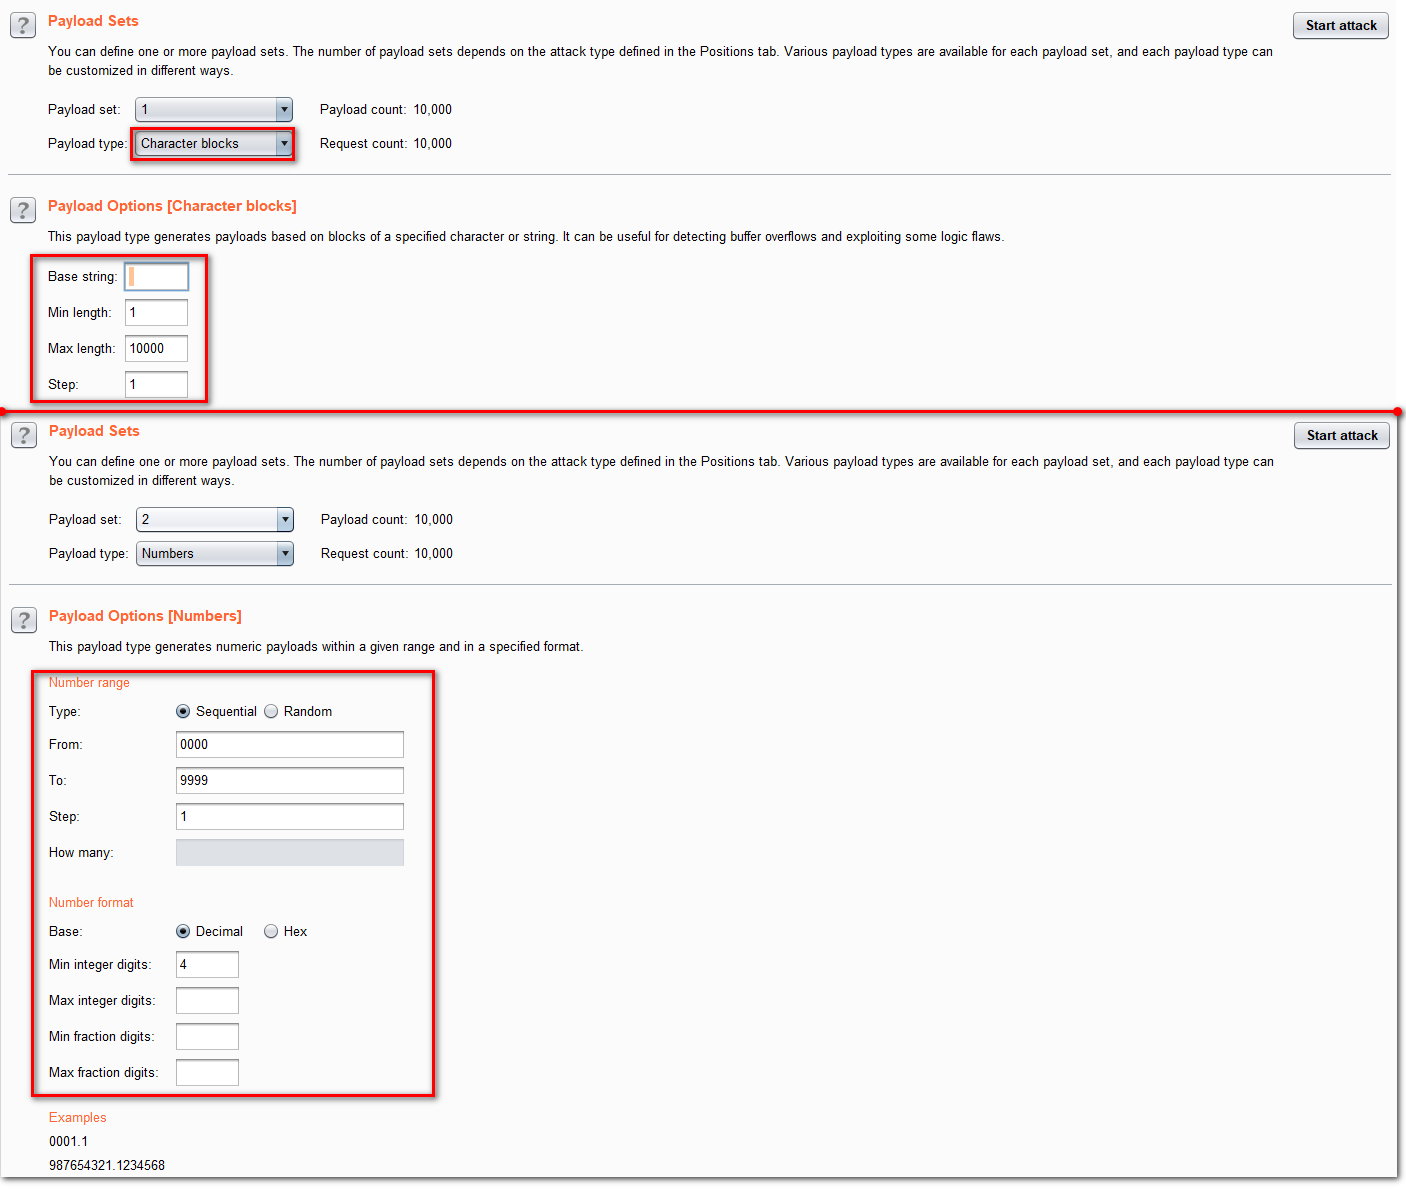 Payload Sets
Start attack
You can define one or more payload sets. The number of payload sets depends on the attack type defined in the Positions tab. Various payload types are available for each payload set, and each payload type can
be customized in different ways.
Payload set: 1 Payload count: 10,000
Payload type: Character blocks Request count: 10,000
? Payload Options [Character blocks]
This payload type generates payloads based on blocks of a specified character or string. It can be useful for detecting buffer overflows and exploiting some logic flaws.
Base string:
Min length: 1
Max length: 10000
Step: 1
? Payload Sets
Start attack
You can define one or more payload sets. The number of payload sets depends on the attack type defined in the Positions tab. Various payload types are available for each payload set, and each payload type can
be customized in different ways.
Payload set: 2 Payload count: 10,000
Payload type: Numbers Request count: 10,000
? Payload Options [Numbers]
This payload type generates numeric payloads within a given range and in a specified format.
Number range
Type: Sequential Random
From: 0000
To: 9999
Step: 1
How many:
Number format
Base: Decimal Hex
Min integer digits: 4
Max integer digits:
Min fraction digits:
Max fraction digits:
Examples
0001.1
987654321.1234568